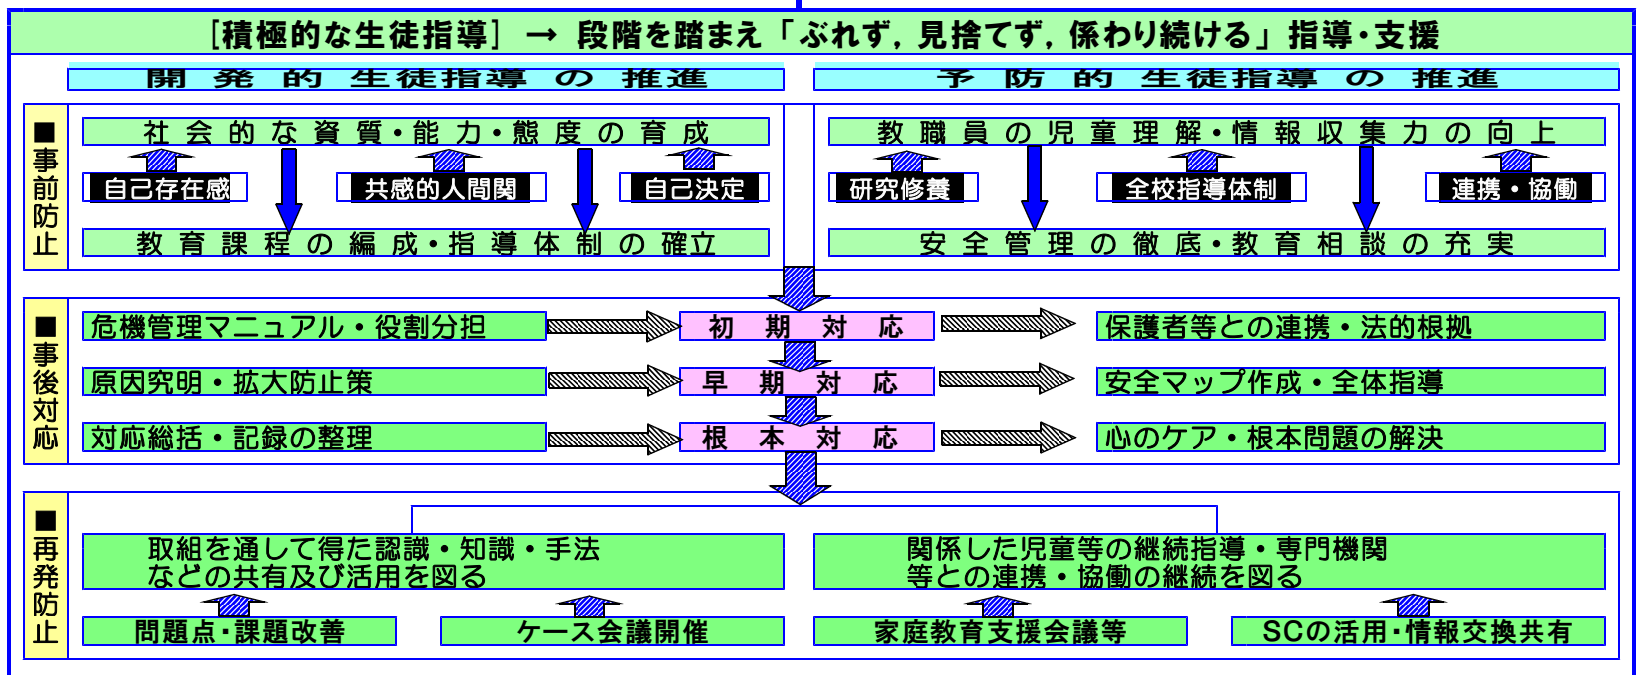 [積極的な生徒指導] → 段階を踏まえ「ぶれず,見捨てず,係わり続ける」指導・支援
開発的生徒指導の推進
予防的生徒指導の推進
■事前防止
社会的な資質・能力・態度の育成
自己存在感
共感的人間関
自己決定
教育課程の編成・指導体制の確立
教職員の児童理解・情報収集力の向上
研究修養
全校指導体制
連携・協働
安全管理の徹底・教育相談の充実
■事後対応
危機管理マニュアル・役割分担
初期対応
保護者等との連携・法的根拠
原因究明・拡大防止策
早期対応
安全マップ作成・全体指導
対応総括・記録の整理
根本対応
心のケア・根本問題の解決
■再発防止
取組を通して得た認識・知識・手法
などの共有及び活用を図る
関係した児童等の継続指導・専門機関
等との連携・協働の継続を図る
問題点・課題改善
ケース会議開催
家庭教育支援会議等
SCの活用・情報交換共有